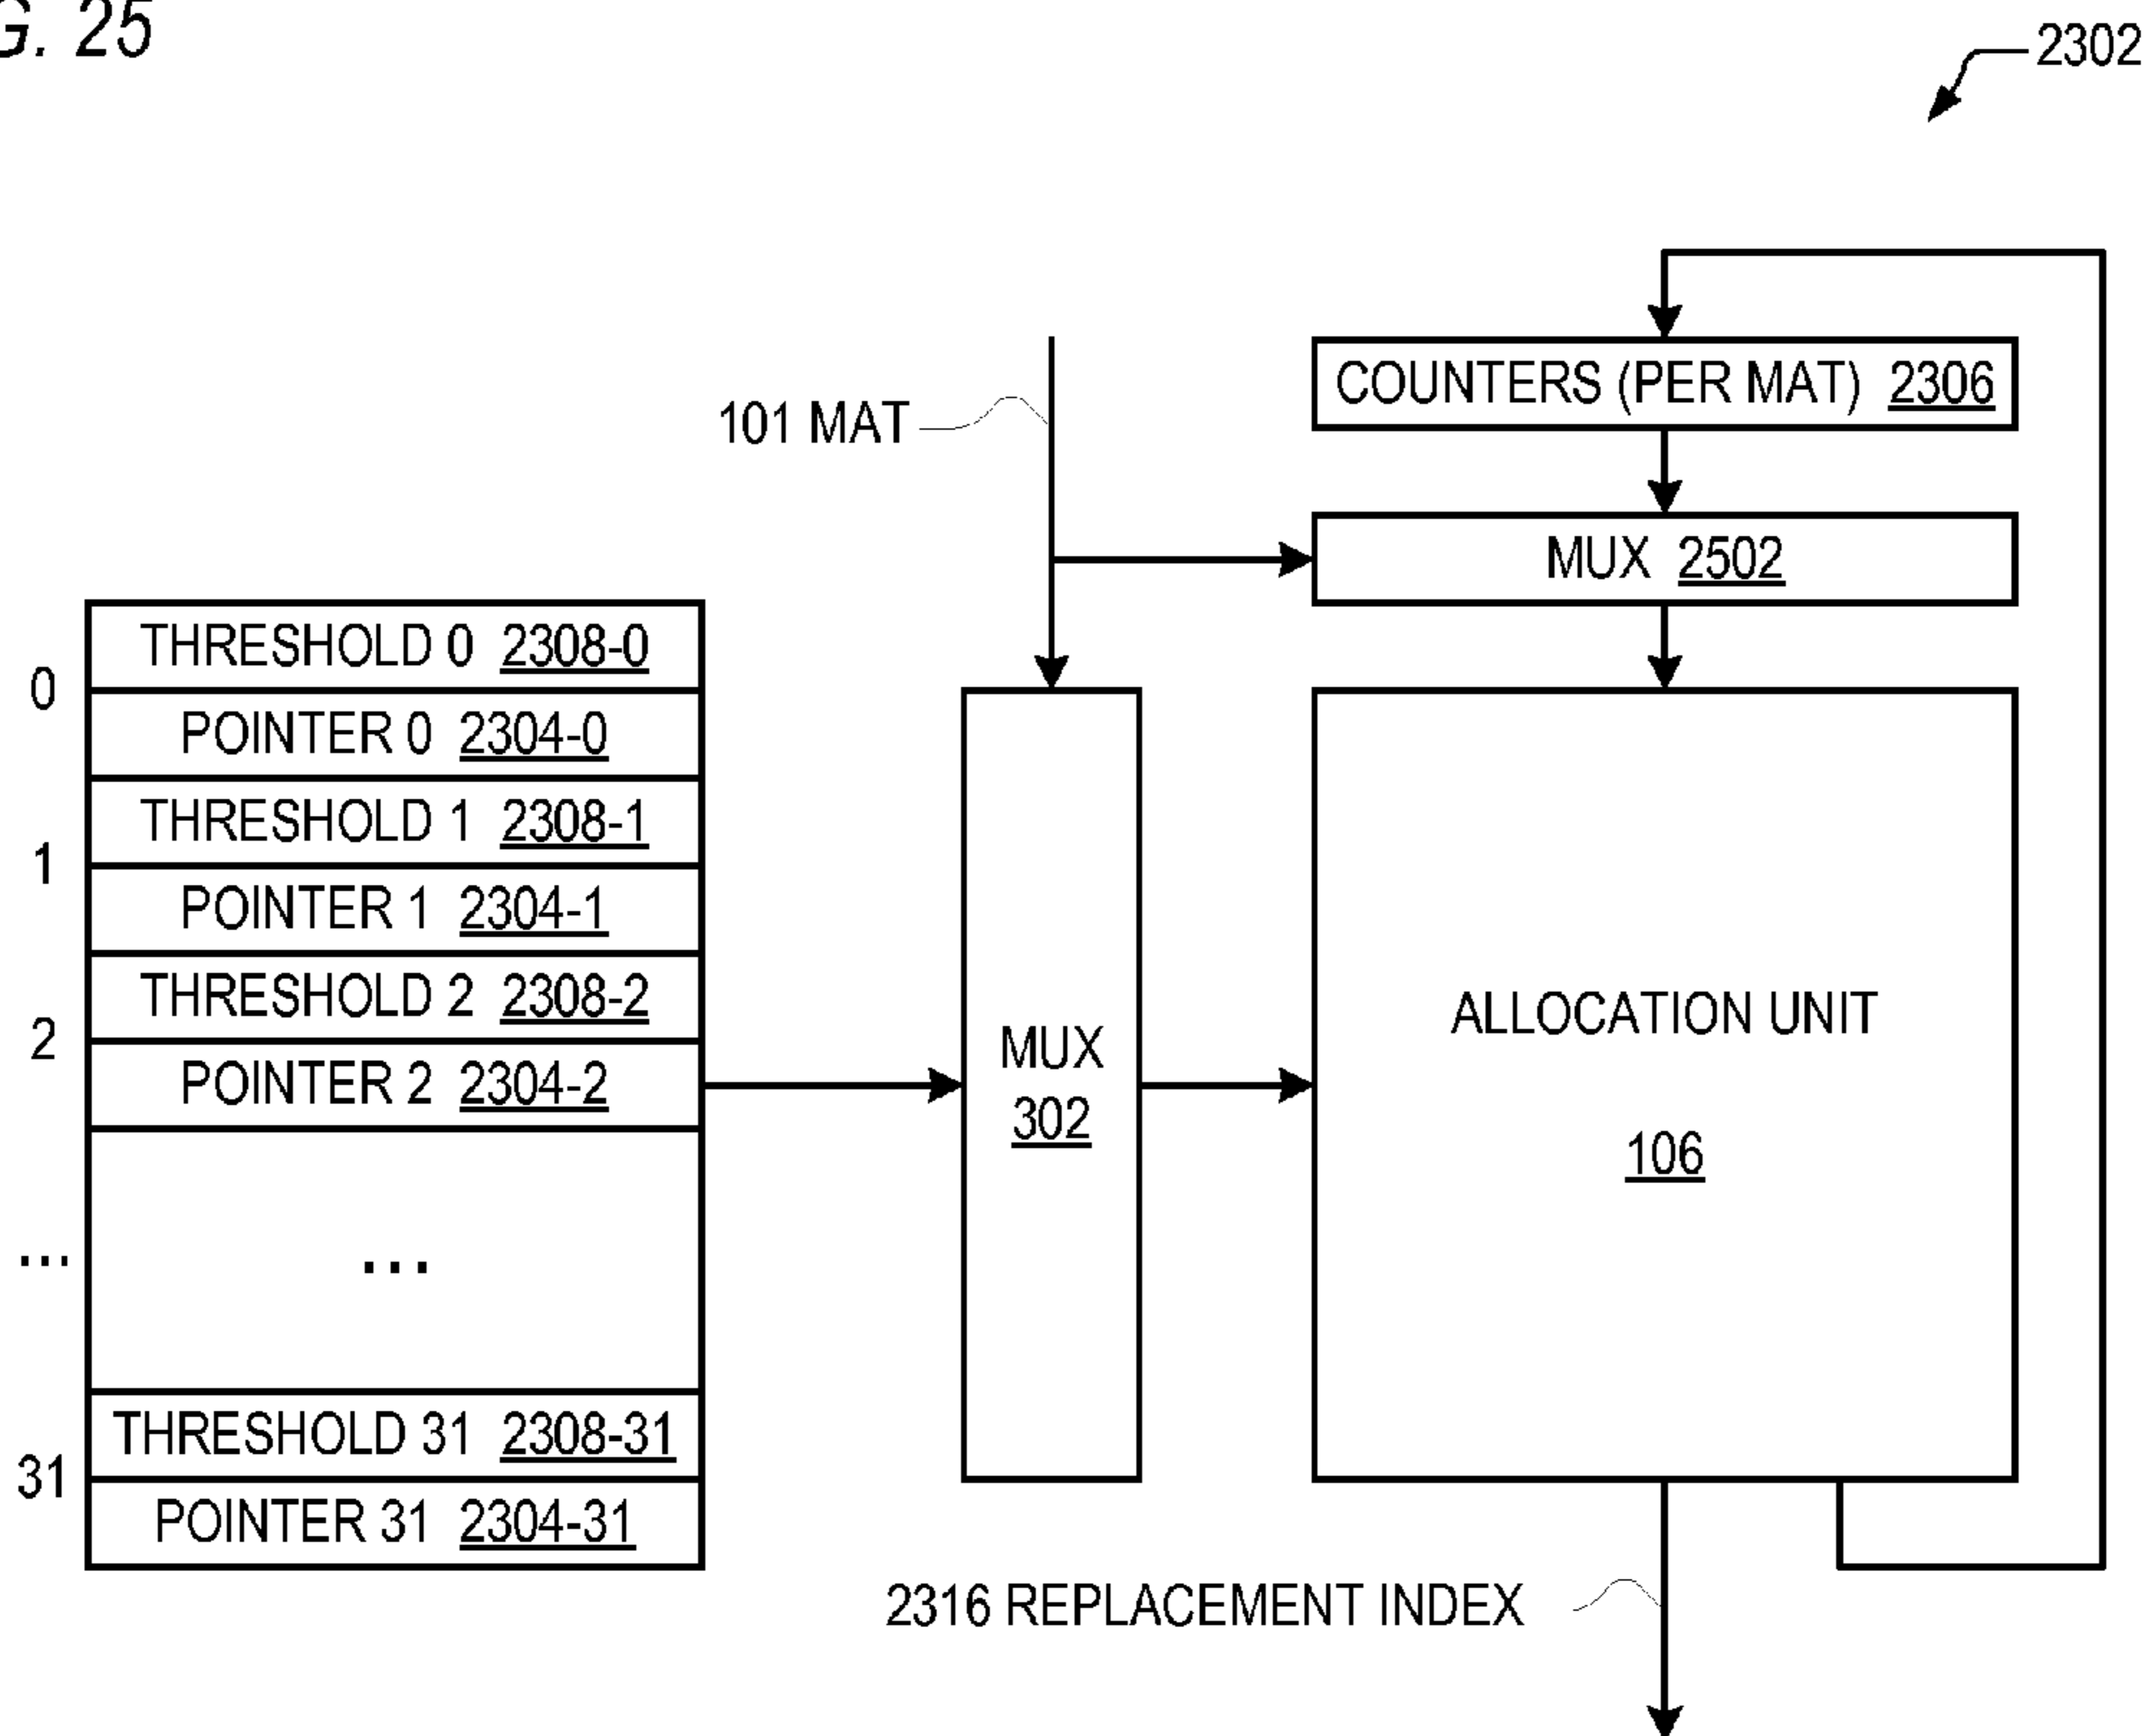 G. 25
2302
COUNTERS (PER MAT) 2306
101 MAT
MUX 2502
THRESHOLD 0 2308-0
0
POINTER 0 2304-0
THRESHOLD 1 2308-1
1
POINTER 1 2304-1
THRESHOLD 2 2308-2
2
POINTER 2 2304-2
MUX
302
ALLOCATION UNIT
106
...
...
THRESHOLD 31 2308-31
31
POINTER 31 2304-31
2316 REPLACEMENT INDEX